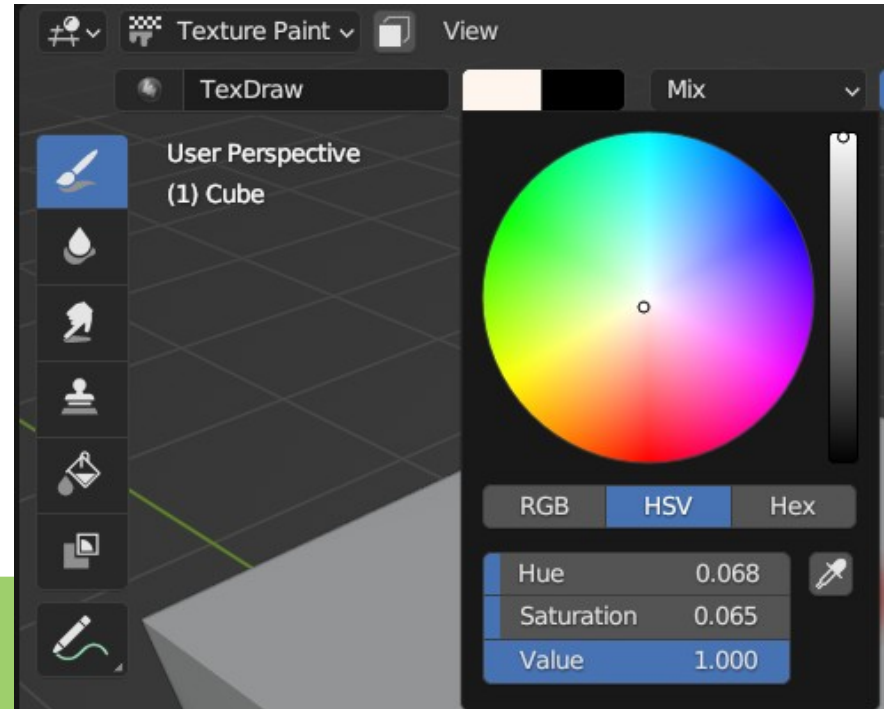 Texture Paint View
TexDraw Mix
User Perspective
(1) Cube
RGB HSV Hex
Hue 0.068
Saturation 0.065
Value 1.000